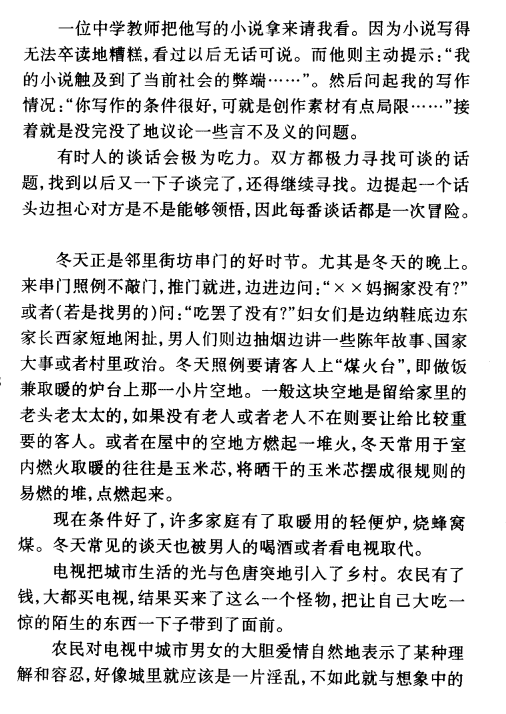 一位中学教师把他写的小说拿来请我看。因为小说写得
无法卒读地糟糕，看过以后无话可说。而他则主动提示：“我
的小说触及到了当前社会的弊端……”。然后问起我的写作
情况：“你写作的条件很好，可就是创作素材有点局限……”接
着就是没完没了地议论一些言不及义的问题。
有时人的谈话会极为吃力。双方都极力寻找可谈的话
题，找到以后又一下子谈完了，还得继续寻找。边提起一个话
头边担心对方是不是能够领悟，因此每番谈话都是一次冒险。
冬天正是邻里街坊串门的好时节。尤其是冬天的晚上。
来串门照例不敲门，推门就进，边进边问：“××妈搁家没有？”
或者（若是找男的）问：“吃罢了没有？”妇女们是边纳鞋底边东
家长西家短地闲扯，男人们则边抽烟边讲一些陈年故事、国家
大事或者村里政治。冬天照例要请客人上“煤火台”，即做饭
兼取暖的炉台上那一小片空地。一般这块空地是留给家里的
老头老太太的，如果没有老人或者老人不在则要让给比较重
要的客人。或者在屋中的空地方燃起一堆火，冬天常用于室
内燃火取暖的往往是玉米芯，将晒干的玉米芯摆成很规则的
易燃的堆，点燃起来。
现在条件好了，许多家庭有了取暖用的轻便炉，烧蜂窝
煤。冬天常见的谈天也被男人的喝酒或者看电视取代。
电视把城市生活的光与色唐突地引入了乡村。农民有了
钱，大都买电视，结果买来了这么一个怪物，把让自己大吃一
惊的陌生的东西一下子带到了面前。
农民对电视中城市男女的大胆爱情自然地表示了某种理
解和容忍，好像城里就应该是一片淫乱，不如此就与想象中的